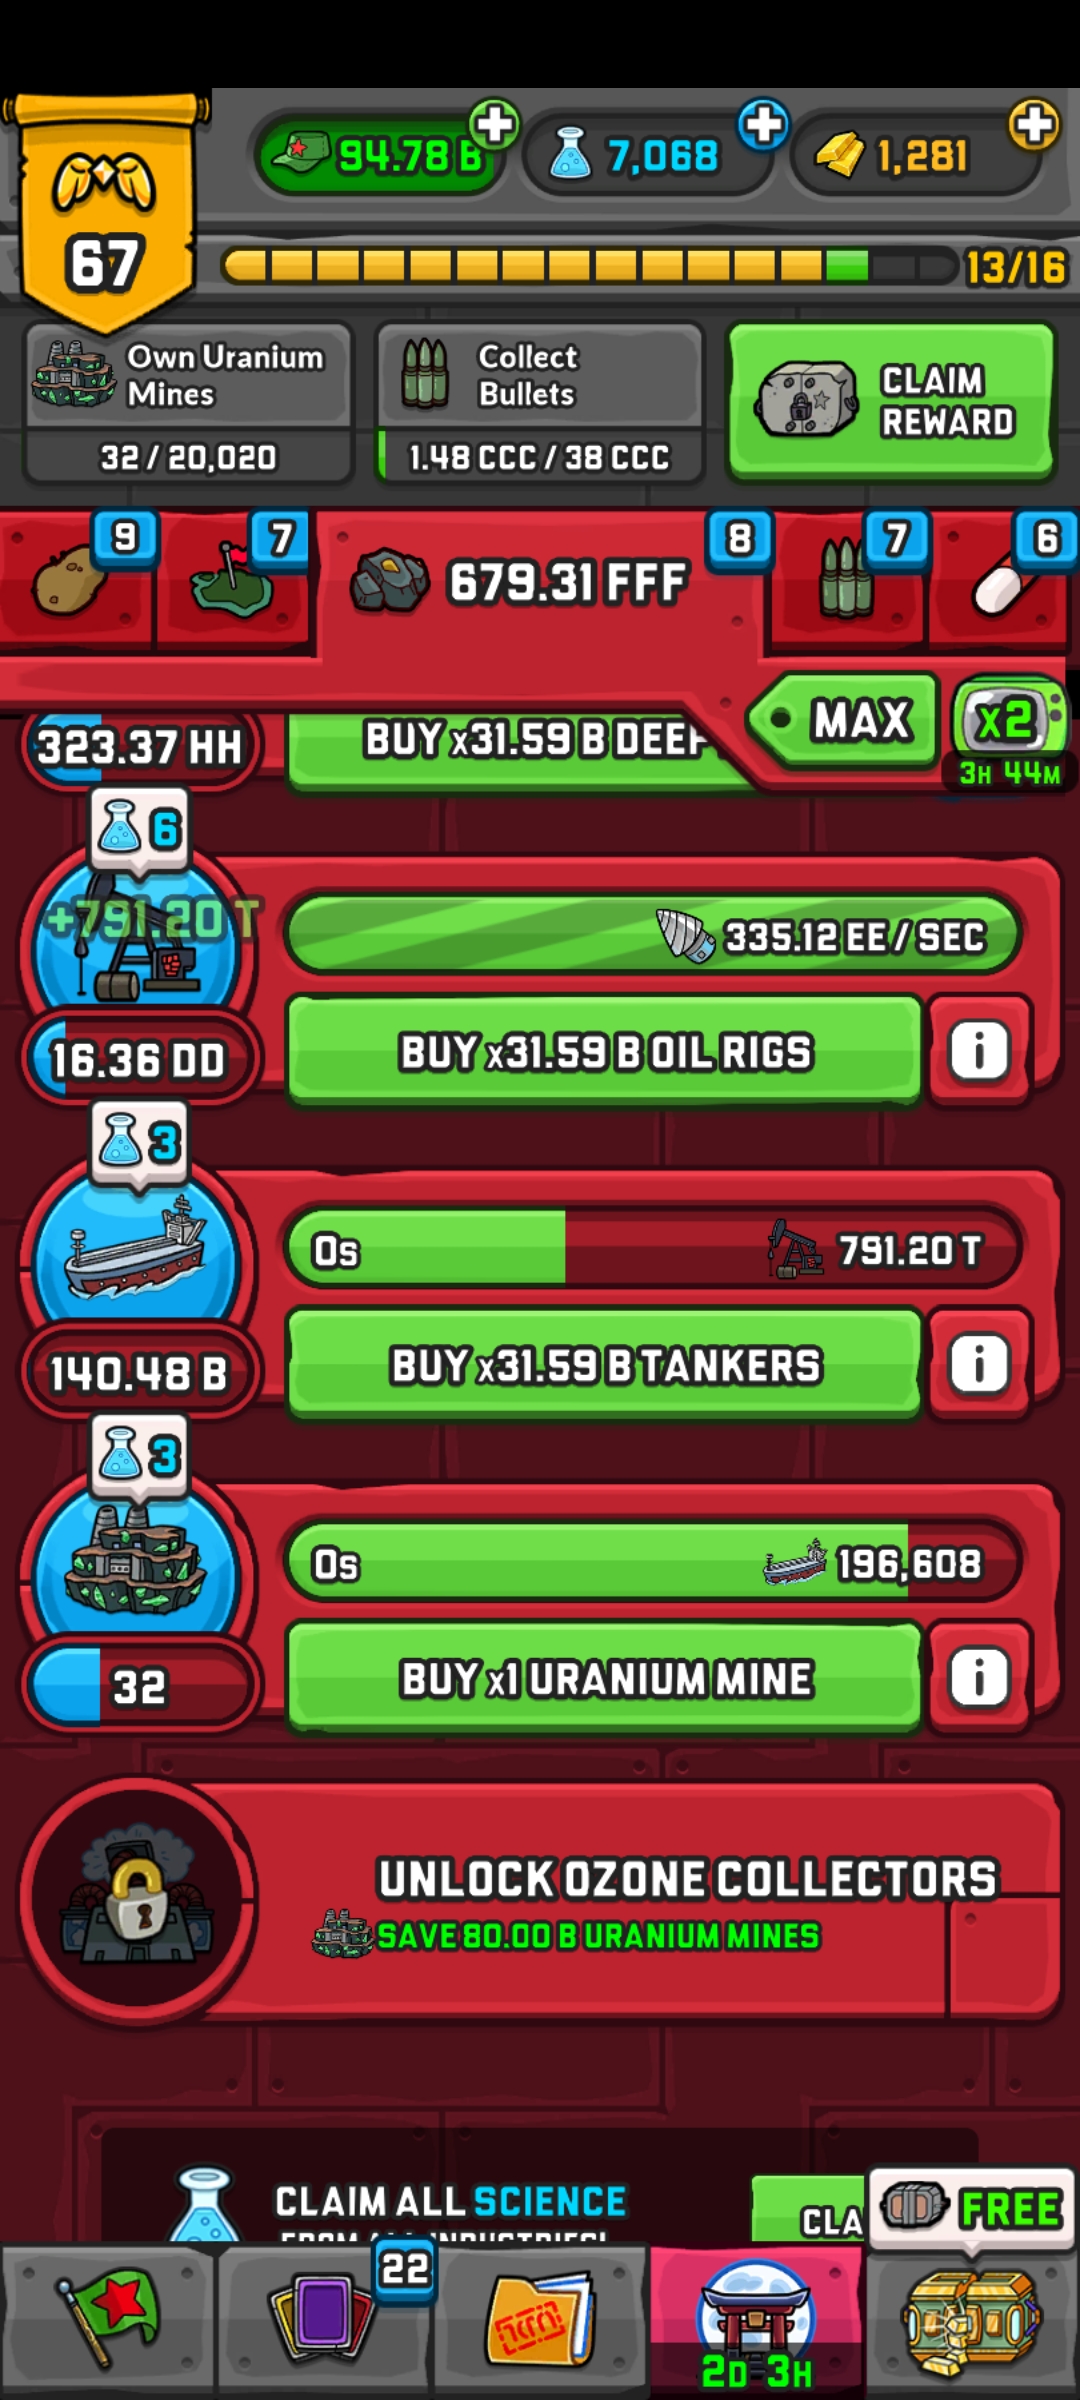 94.78 B
7,068
1,281
67
13/16
Own Uranium
Mines
32 / 20,020
Collect
Bullets
1.48 CCC / 38 CCC
CLAIM
REWARD
9
7
679.31 FFF
8
7
6
MAX
x2
3H 44M
323.37 HH
BUY x31.59 B DEEP
6
+791.20 T
335.12 EE / SEC
16.36 DD
BUY x31.59 B OIL RIGS
i
3
0s
791.20 T
140.48 B
BUY x31.59 B TANKERS
i
3
0s
196,608
32
BUY x1 URANIUM MINE
i
UNLOCK OZONE COLLECTORS
SAVE 80.00 B URANIUM MINES
CLAIM ALL SCIENCE
FROM ALL INDUSTRIES!
CLA
FREE
22
2D 3H